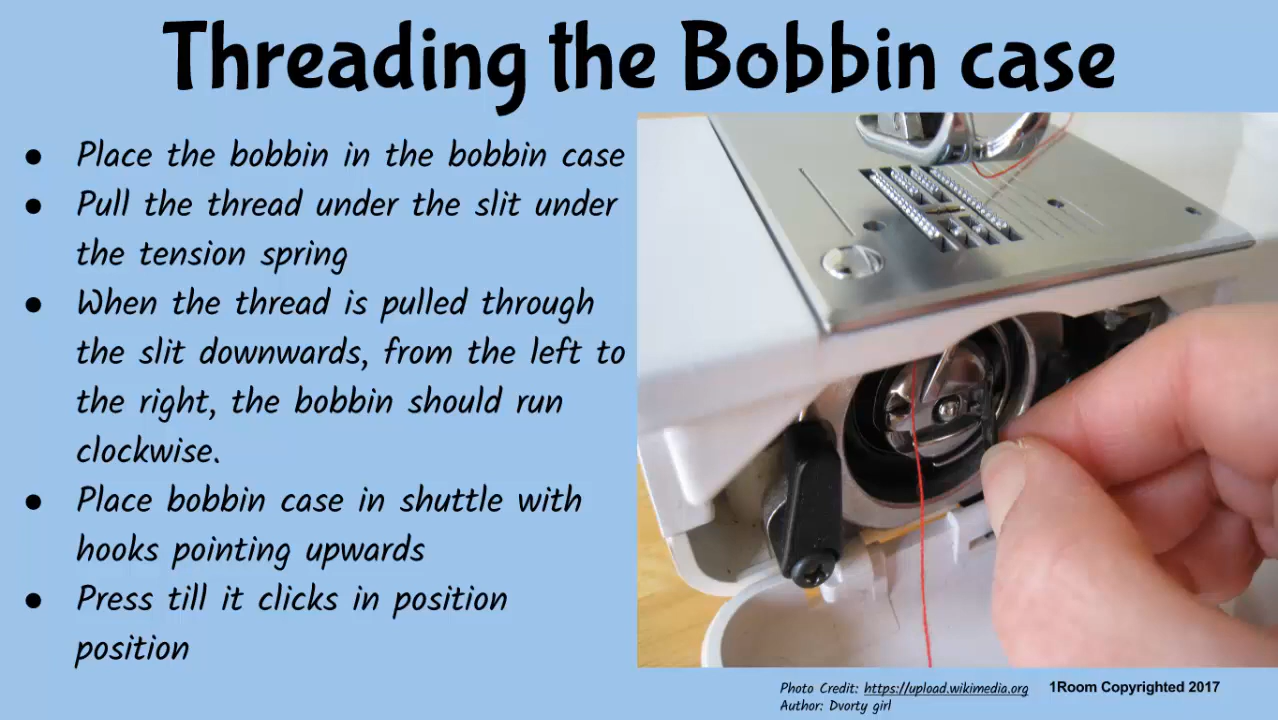 Threading the Bobbin case
● Place the bobbin in the bobbin case
● Pull the thread under the slit under
the tension spring
● When the thread is pulled through
the slit downwards, from the left to
the right, the bobbin should run
clockwise.
● Place bobbin case in shuttle with
hooks pointing upwards
● Press till it clicks in position
position
Photo Credit: https://upload.wikimedia.org
Author: Dvorty girl
1Room Copyrighted 2017